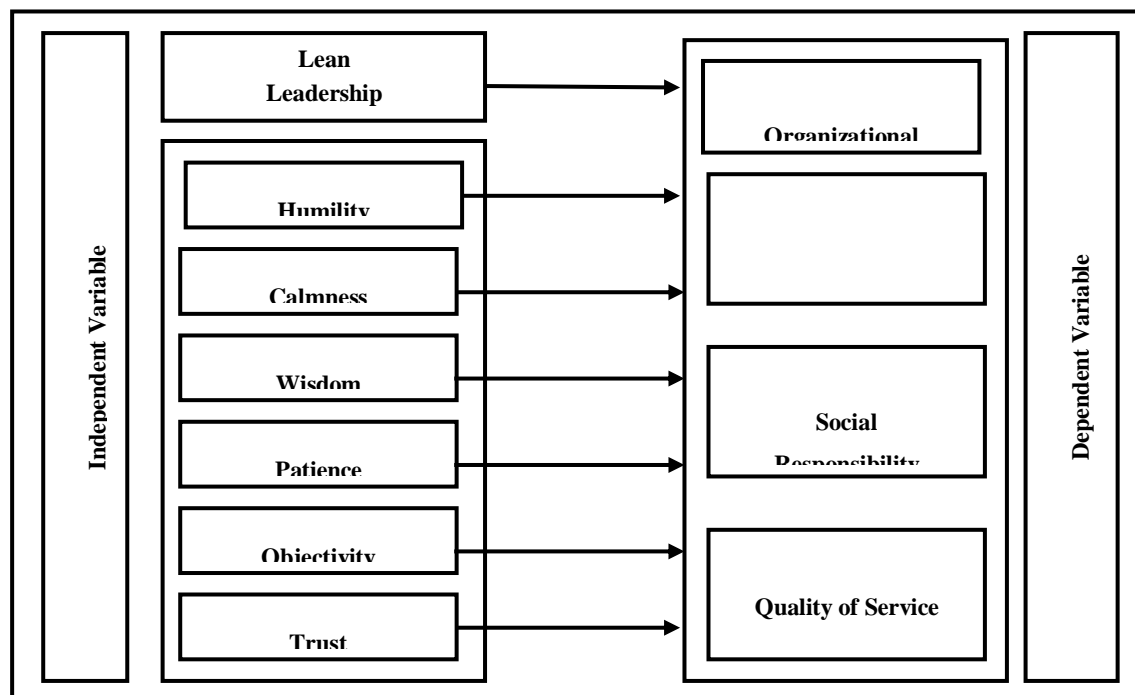 Independent Variable
Lean
Leadership
Humility
Calmness
Wisdom
Patience
Objectivity
Trust
Organizational
Social
Responsibility
Quality of Service
Dependent Variable